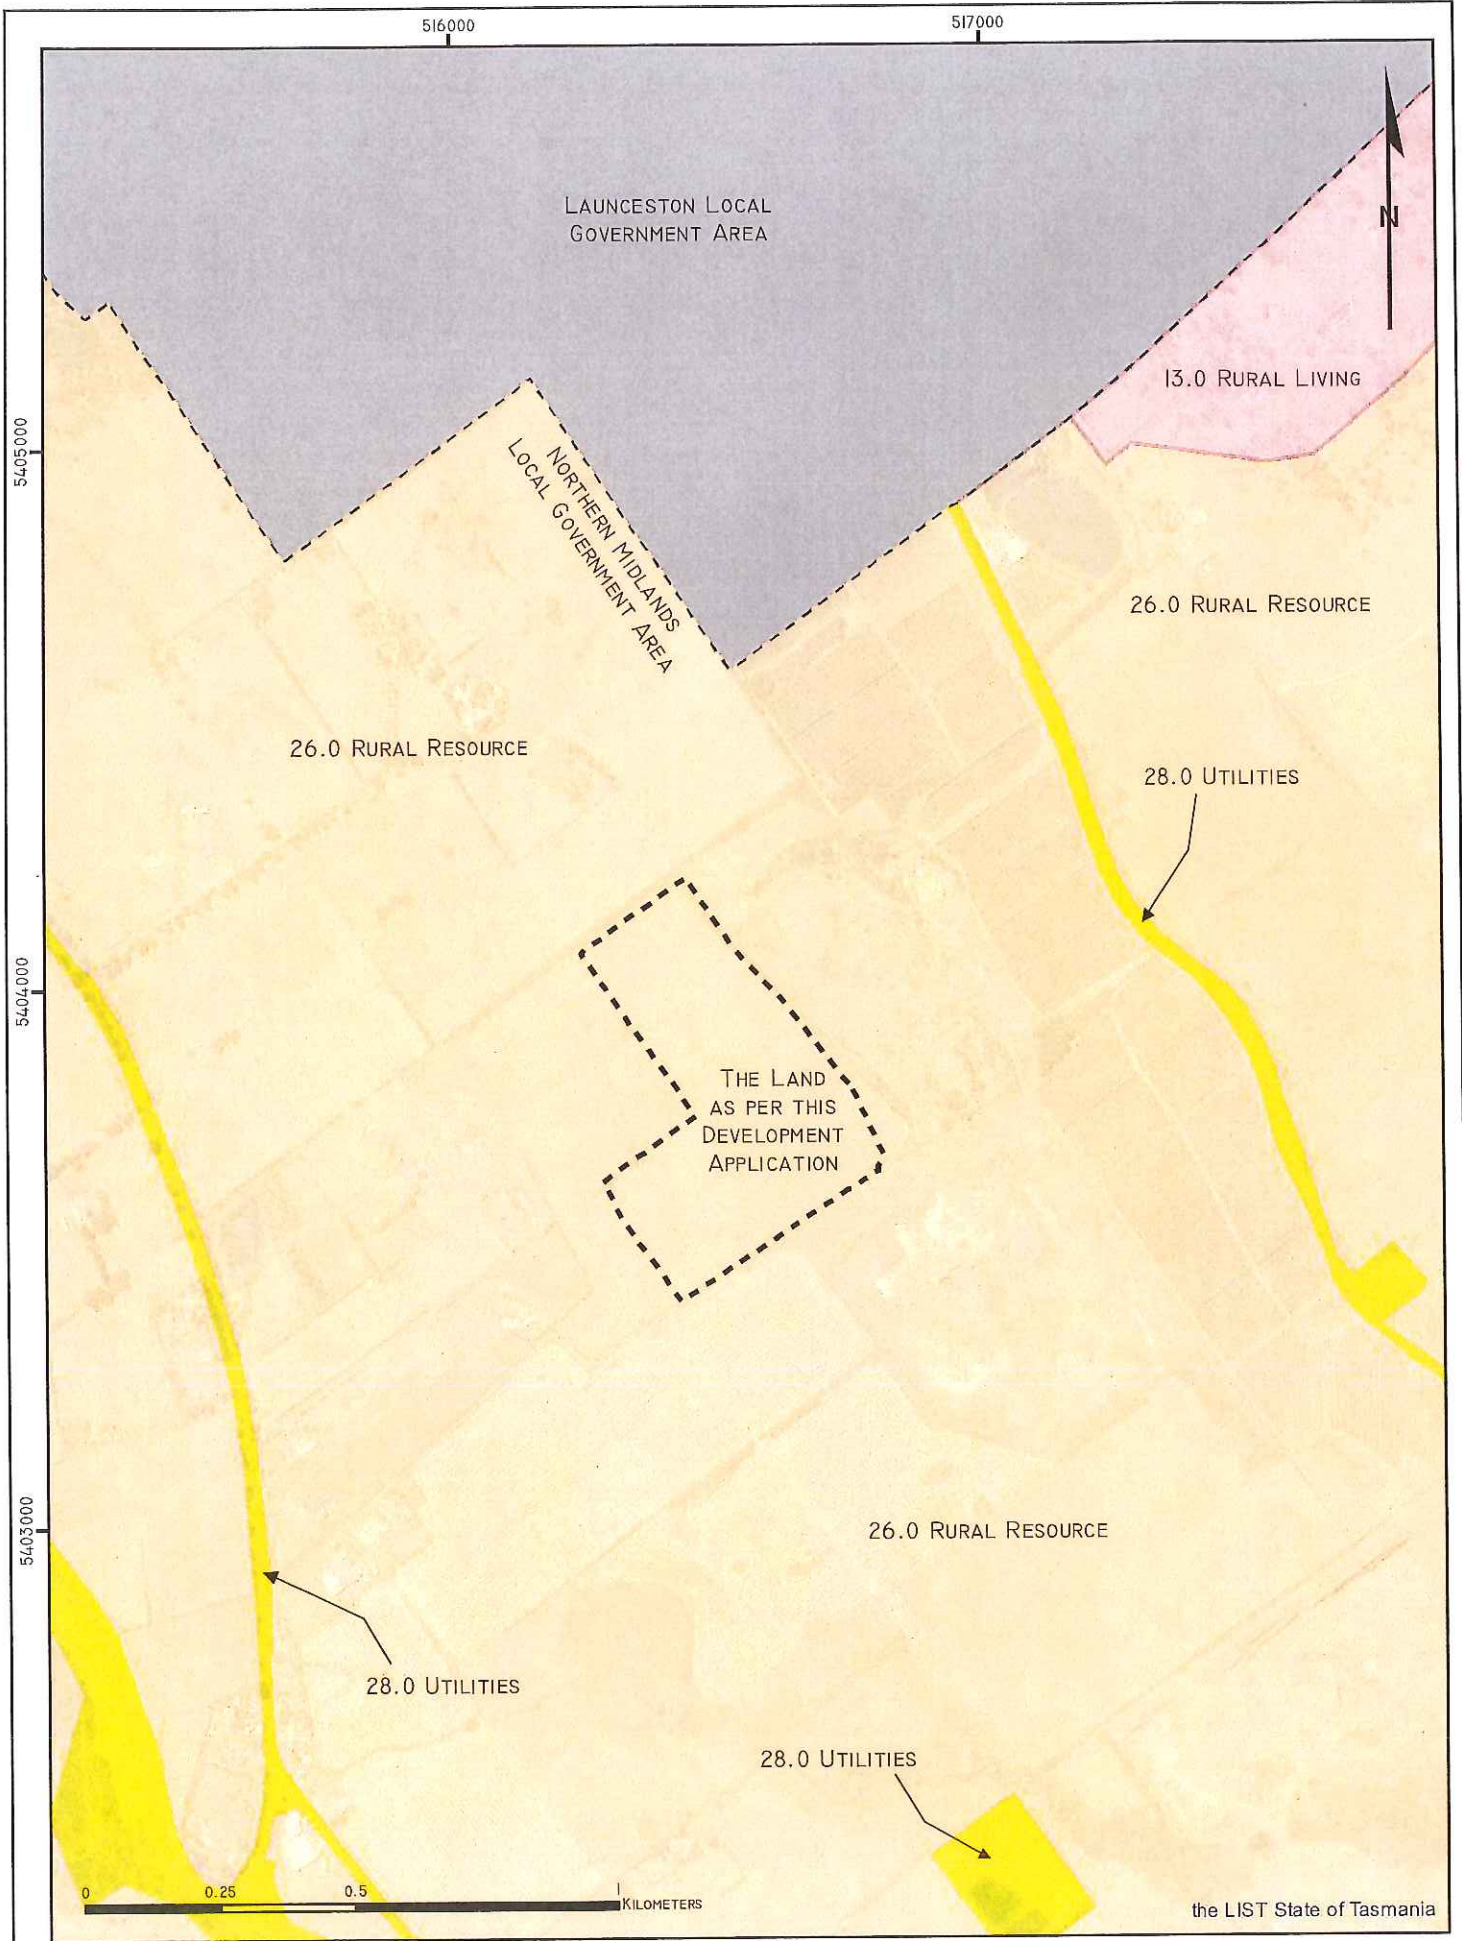 516000
517000
LAUNCESTON LOCAL
GOVERNMENT AREA
N
13.0 RURAL LIVING
5405000
NORTHERN MIDLANDS
LOCAL GOVERNMENT AREA
26.0 RURAL RESOURCE
26.0 RURAL RESOURCE
28.0 UTILITIES
5404000
THE LAND
AS PER THIS
DEVELOPMENT
APPLICATION
5403000
26.0 RURAL RESOURCE
28.0 UTILITIES
28.0 UTILITIES
0 0.25 0.5 1
KILOMETERS
the LIST State of Tasmania